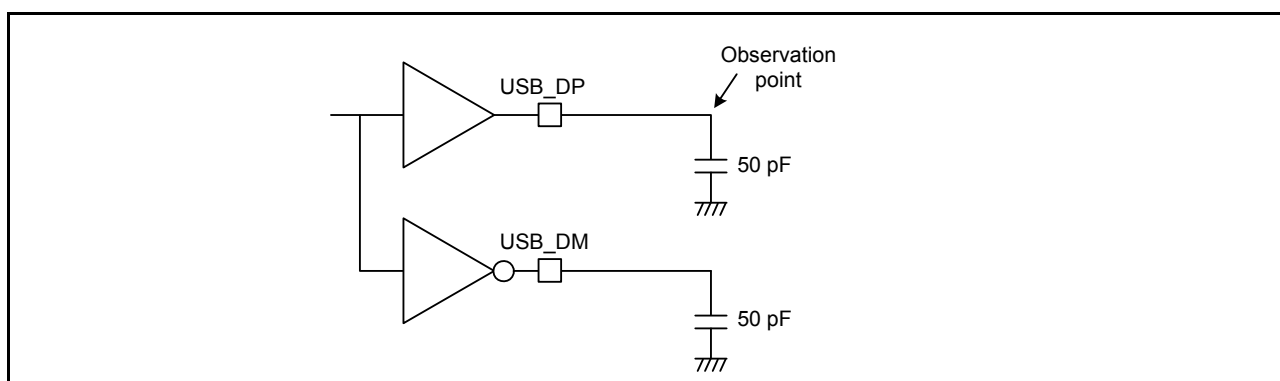 Observation
point
USB_DP
50 pF
USB_DM
50 pF